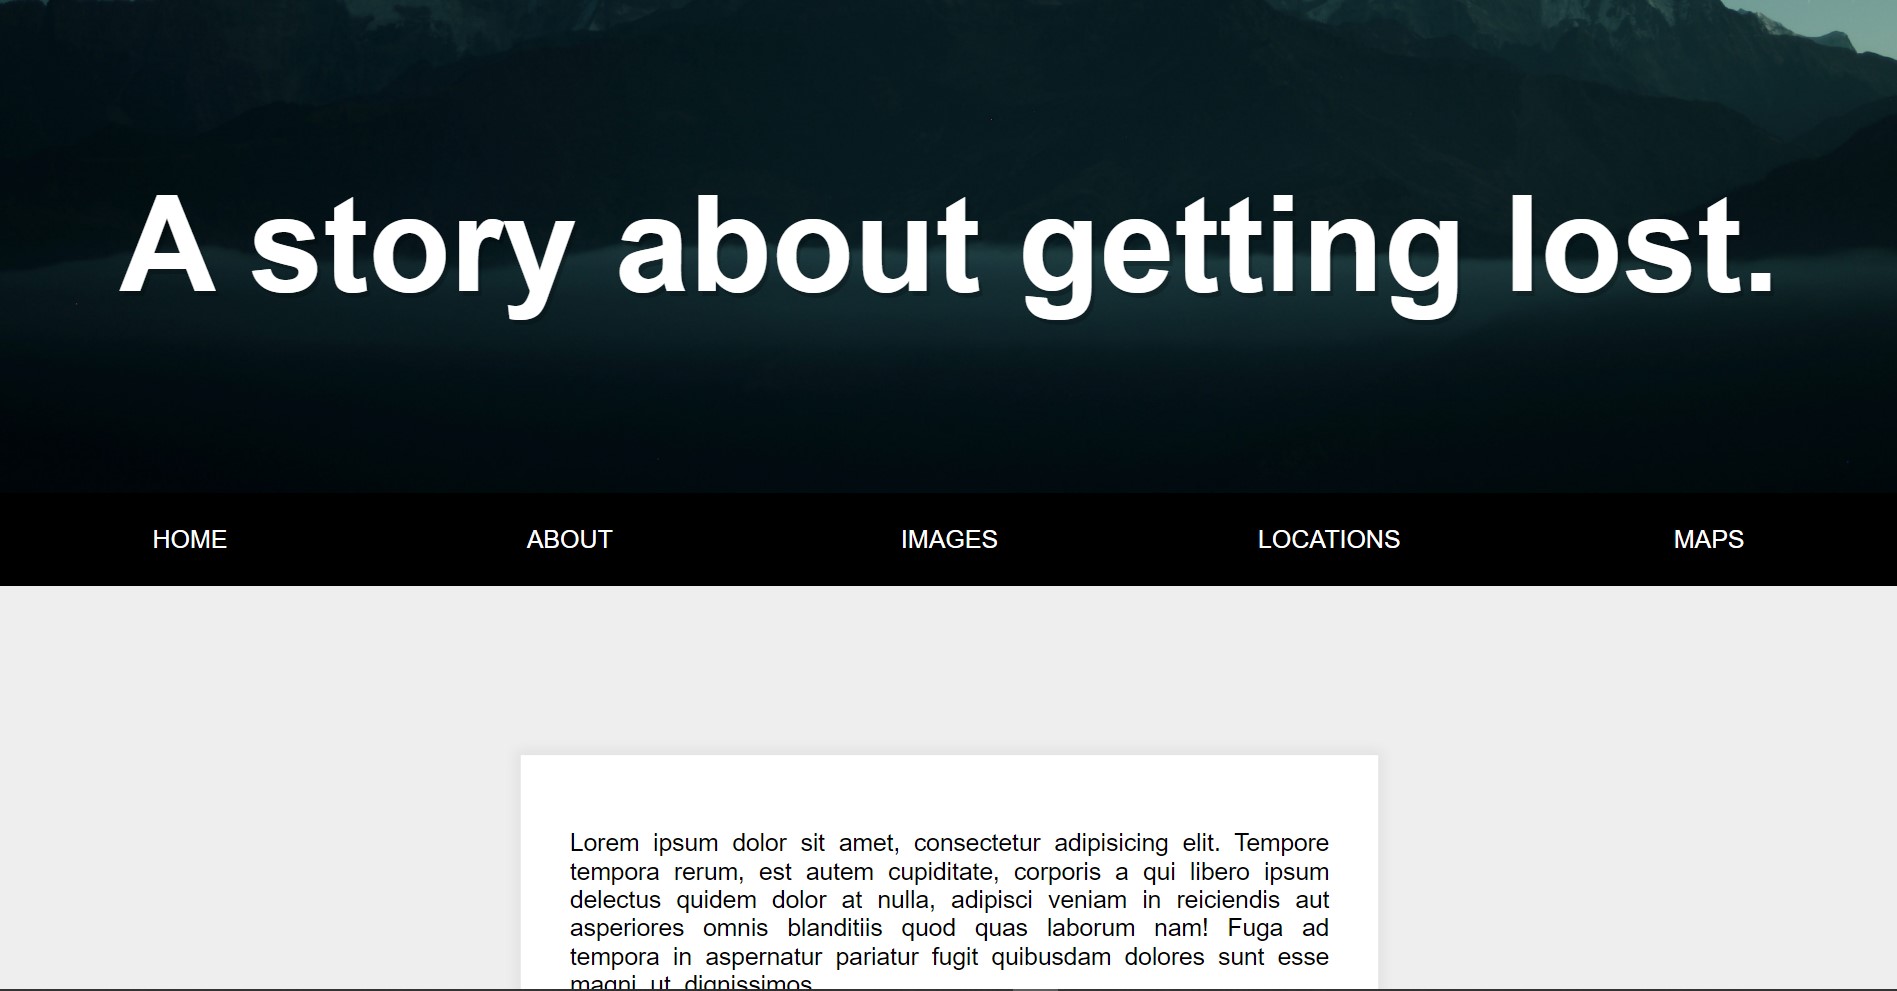 A story about getting lost.
HOME ABOUT IMAGES LOCATIONS MAPS
Lorem ipsum dolor sit amet, consectetur adipisicing elit. Tempore
tempora rerum, est autem cupiditate, corporis a qui libero ipsum
delectus quidem dolor at nulla, adipisci veniam in reiciendis aut
asperiores omnis blanditiis quod quas laborum nam! Fuga ad
tempora in aspernatur pariatur fugit quibusdam dolores sunt esse
magni ut dignissimos